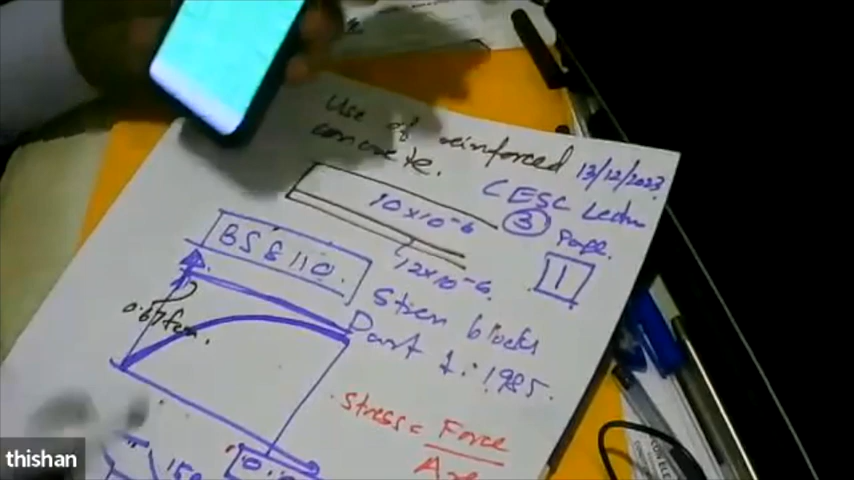 Use of reinforced
concrete.
13/12/2023
CESC Lectu
3
Page.
1
10x10-6
12x10-6
BS 8110.
Stress blocks
Part 1: 1985.
0.67fcu.
Stress = Force
thishan